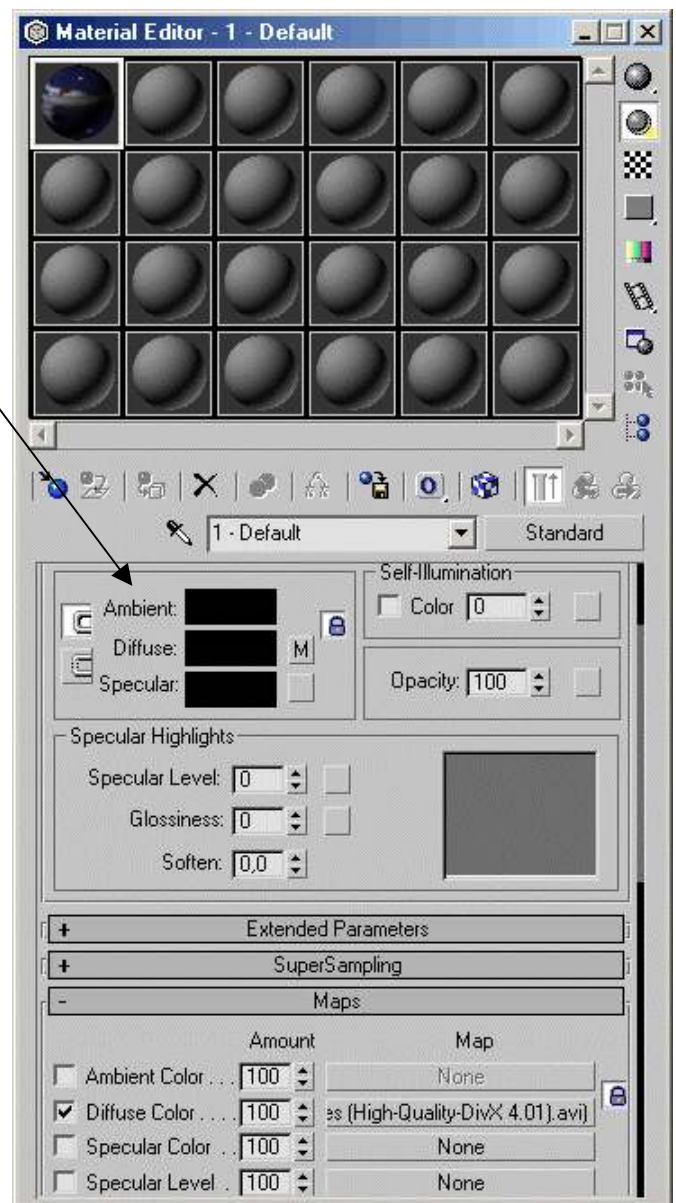 Material Editor - 1 - Default
1 - Default Standard
Self-Illumination
Ambient: Color 0
Diffuse: M
Specular: Opacity: 100
Specular Highlights
Specular Level: 0
Glossiness: 0
Soften: 0,0
+ Extended Parameters
+ SuperSampling
- Maps
Amount Map
Ambient Color . . . 100 None
Diffuse Color . . . . 100 es (High-Quality-DivX 4.01).avi)
Specular Color . . 100 None
Specular Level . 100 None